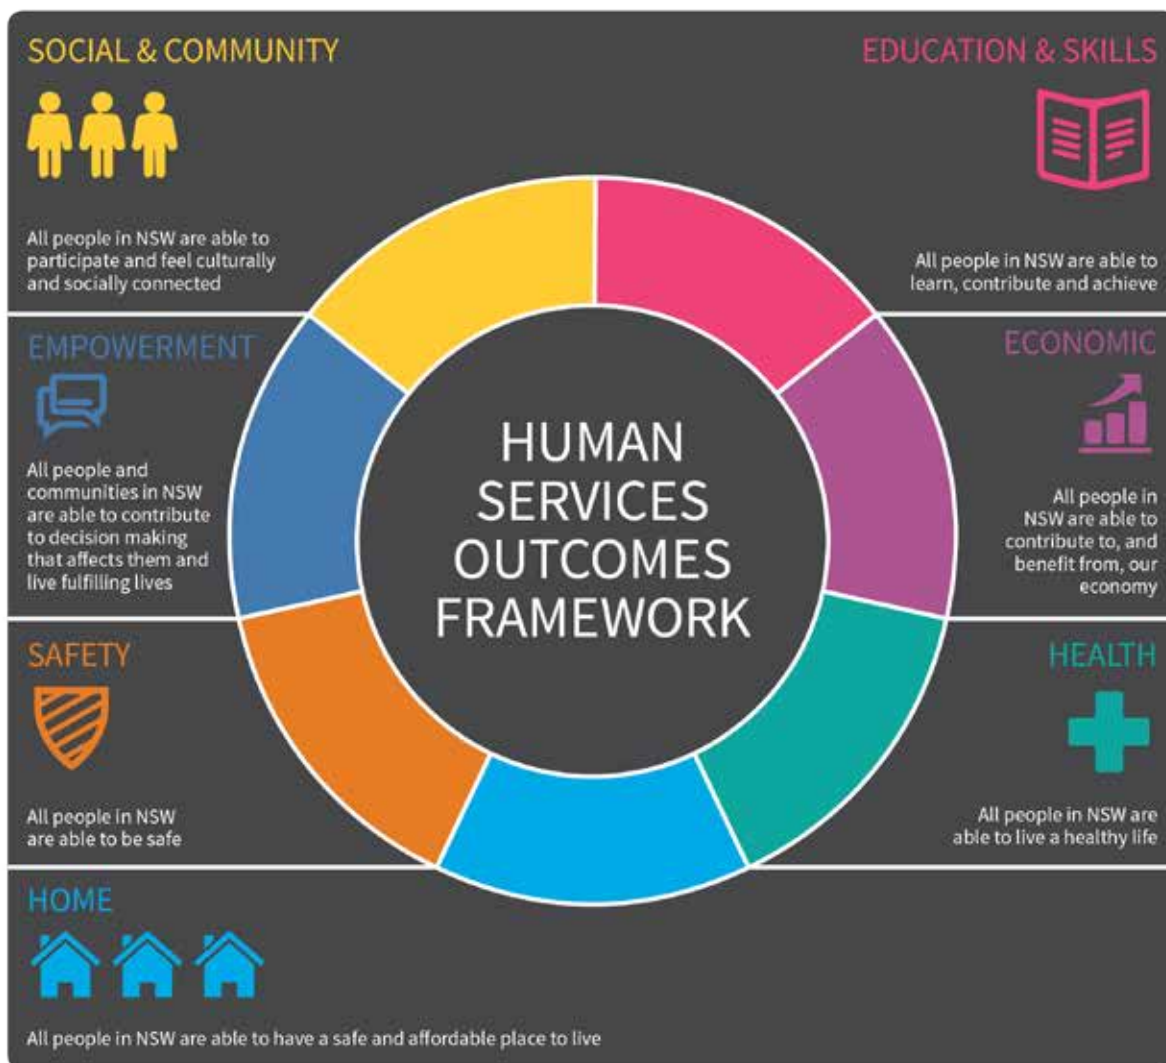 SOCIAL & COMMUNITY
All people in NSW are able to
participate and feel culturally
and socially connected
EDUCATION & SKILLS
All people in NSW are able to
learn, contribute and achieve
EMPOWERMENT
All people and
communities in NSW
are able to contribute
to decision making
that affects them and
live fulfilling lives
HUMAN
SERVICES
OUTCOMES
FRAMEWORK
ECONOMIC
All people in
NSW are able to
contribute to, and
benefit from, our
economy
SAFETY
All people in NSW
are able to be safe
HEALTH
All people in NSW are
able to live a healthy life
HOME
All people in NSW are able to have a safe and affordable place to live